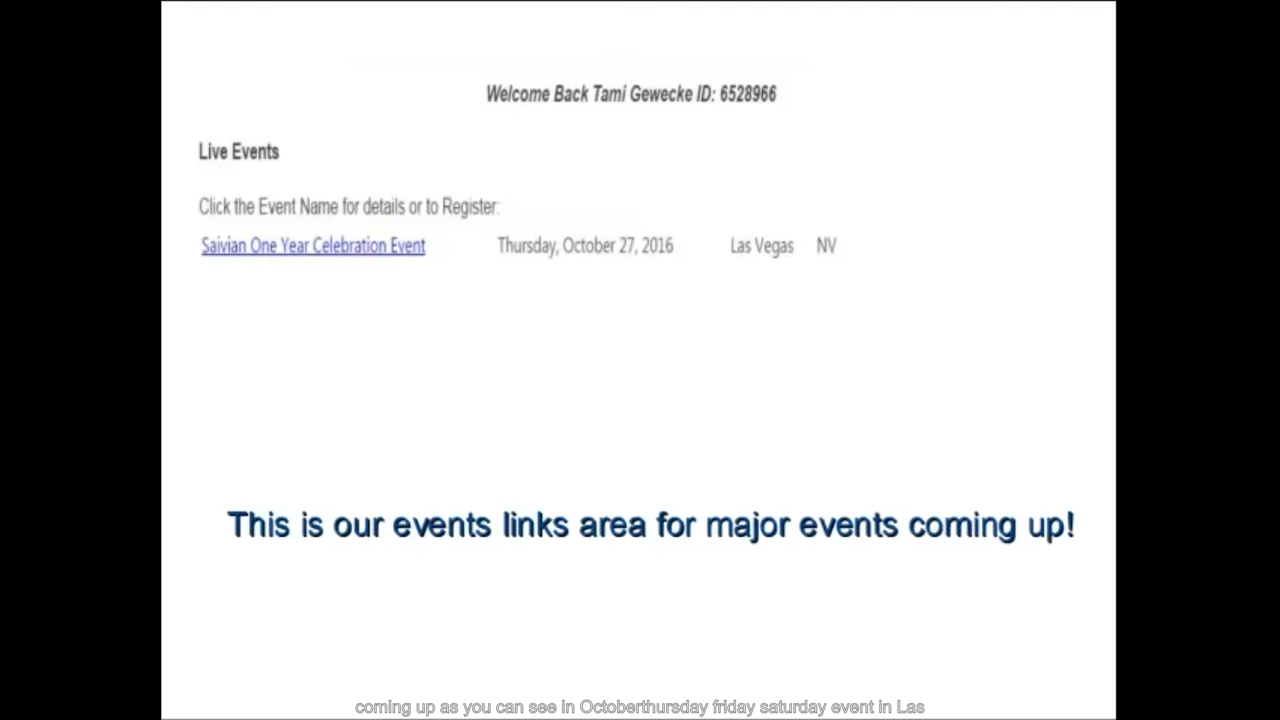 Welcome Back Tami Gewecke ID: 6528966
Live Events
Click the Event Name for details or to Register:
Saivian One Year Celebration Event Thursday, October 27, 2016 Las Vegas NV
This is our events links area for major events coming up!
coming up as you can see in Octoberthursday friday saturday event in Las